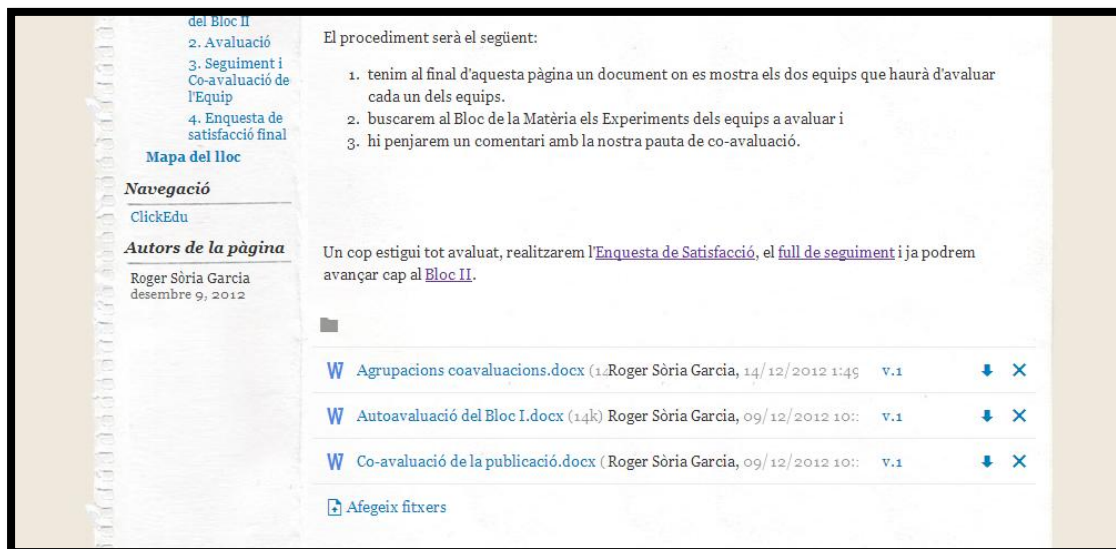 del Bloc II
2. Avaluació
3. Seguiment i
Co-avaluació de
l'Equip
4. Enquesta de
satisfacció final
Mapa del lloc
Navegació
ClickEdu
Autors de la pàgina
Roger Sòria Garcia
desembre 9, 2012
El procediment serà el següent:
1. tenim al final d'aquesta pàgina un document on es mostra els dos equips que haurà d'avaluar
cada un dels equips.
2. buscarem al Bloc de la Matèria els Experiments dels equips a avaluar i
3. hi penjarem un comentari amb la nostra pauta de co-avaluació.
Un cop estigui tot avaluat, realitzarem l'Enquesta de Satisfacció, el full de seguiment i ja podrem
avançar cap al Bloc II.
Agrupacions coavaluacions.docx (14 Roger Sòria Garcia, 14/12/2012 1:49 v.1
Autoavaluació del Bloc I.docx (14k) Roger Sòria Garcia, 09/12/2012 10: v.1
Co-avaluació de la publicació.docx ( Roger Sòria Garcia, 09/12/2012 10: v.1
Afegeix fitxers